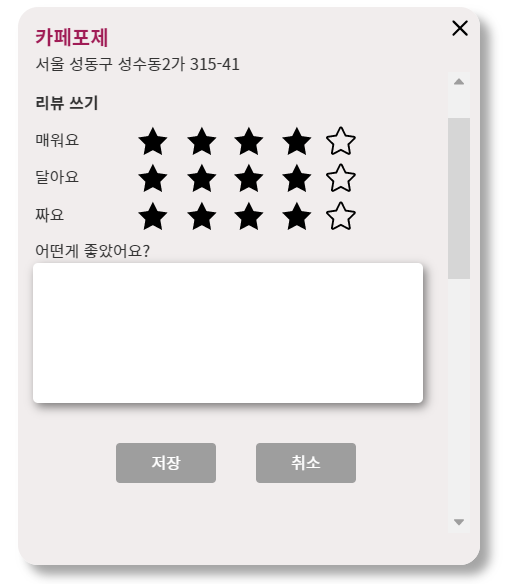 카페포제
서울 성동구 성수동2가 315-41
리뷰 쓰기
매워요
달아요
짜요
어떤게 좋았어요?
저장 취소